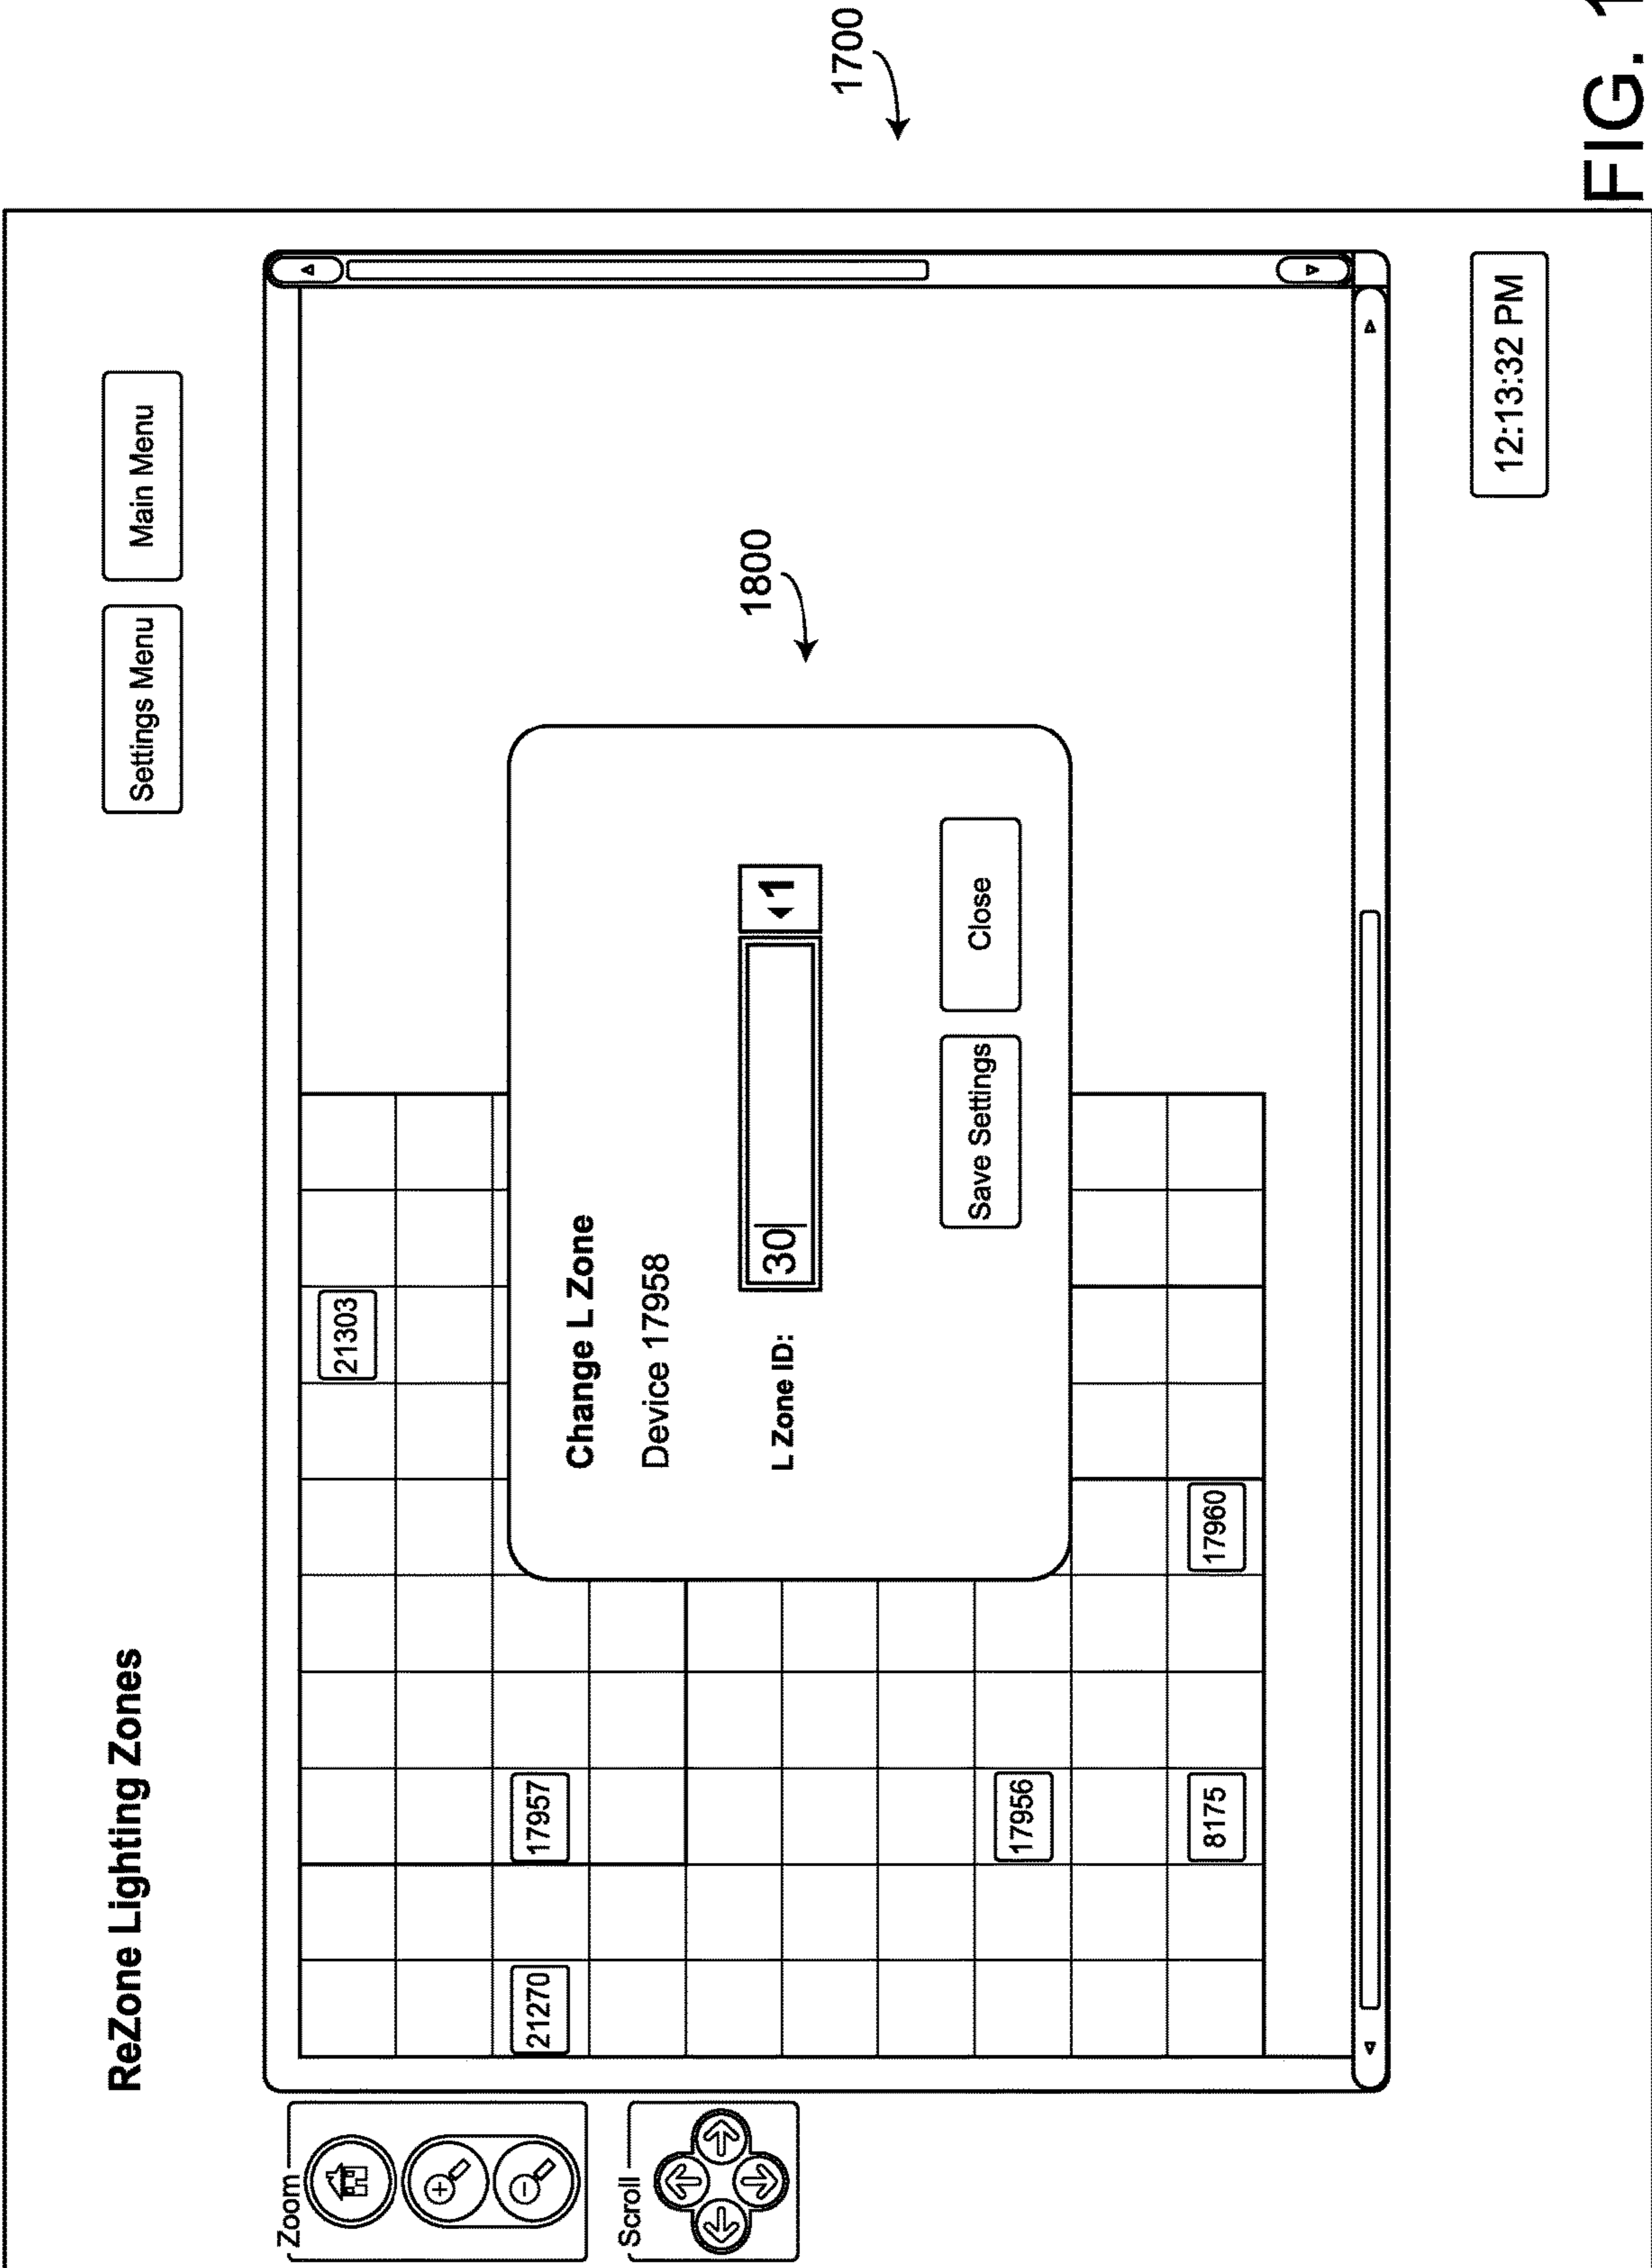 ReZone Lighting Zones
Settings Menu
Main Menu
Zoom
Scroll
21303
21270
17957
17956
8175
17960
Change L Zone
Device 17958
L Zone ID:
30
1
Save Settings
Close
1800
12:13:32 PM
1700
FIG.